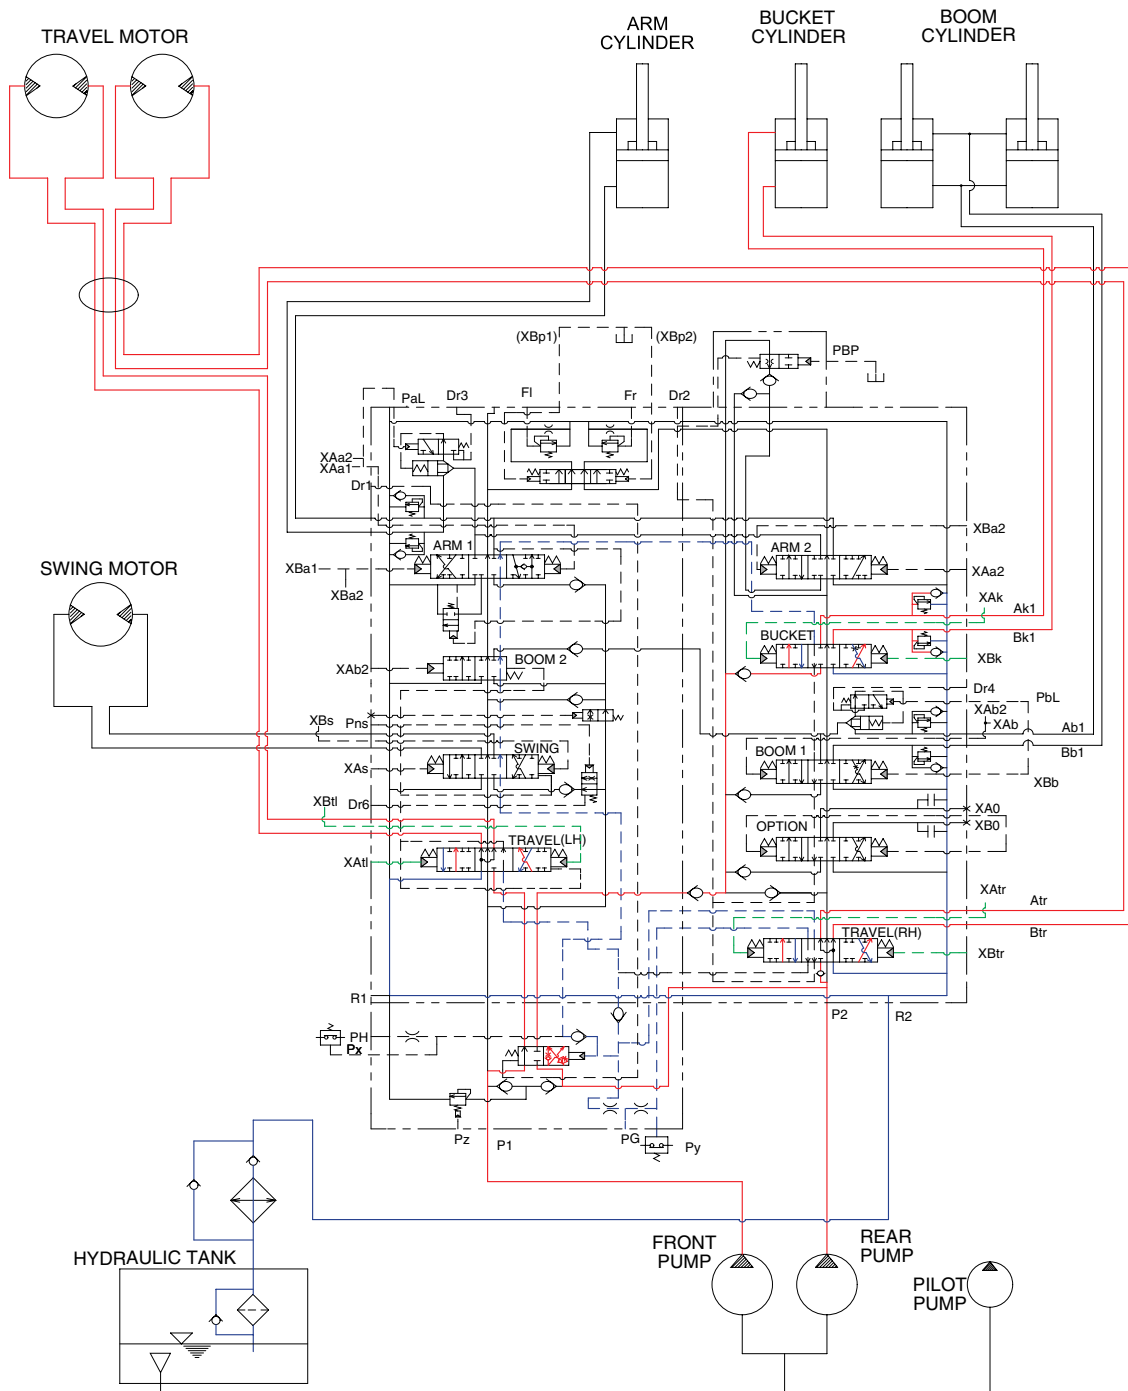 TRAVEL MOTOR
ARM
CYLINDER
BUCKET
CYLINDER
BOOM
CYLINDER
(XBp1)
(XBp2)
PBP
PaL
Dr3
Fl
Fr
Dr2
XAa2
XAa1
Dr1
ARM 1
ARM 2
XBa2
XBa1
XBa2
XAa2
SWING MOTOR
XAk
Ak1
Bk1
BUCKET
XBk
XAb2
BOOM 2
Dr4
PbL
XAb2
XAb
Ab1
XBs
Pns
SWING
Bb1
XAs
BOOM 1
XBb
XBtl
Dr6
XA0
XB0
OPTION
TRAVEL(LH)
XAtl
XAtr
Atr
TRAVEL(RH)
Btr
XBtr
R1
P2
R2
PH
Px
Pz
P1
PG
Py
HYDRAULIC TANK
FRONT
PUMP
REAR
PUMP
PILOT
PUMP